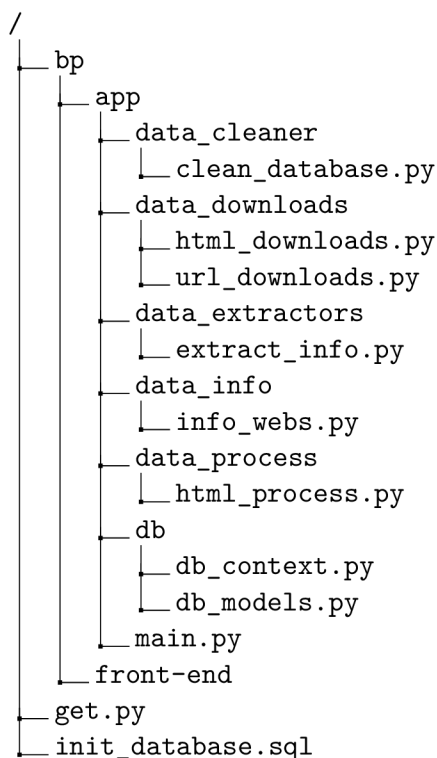 /
bp
app
data_cleaner
clean_database.py
data_downloads
html_downloads.py
url_downloads.py
data_extractors
extract_info.py
data_info
info_webs.py
data_process
html_process.py
db
db_context.py
db_models.py
main.py
front-end
get.py
init_database.sql